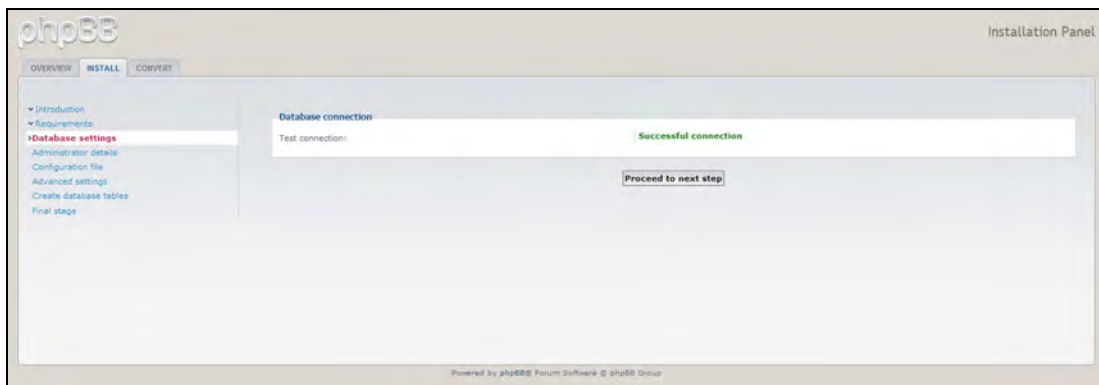 phpBB
Installation Panel
OVERVIEW INSTALL CONVERT
Introduction
Requirements
Database settings
Administrator details
Configuration file
Advanced settings
Create database tables
Final stage
Database connection
Test connection: Successful connection
Proceed to next step
Powered by phpBB® Forum Software © phpBB Group